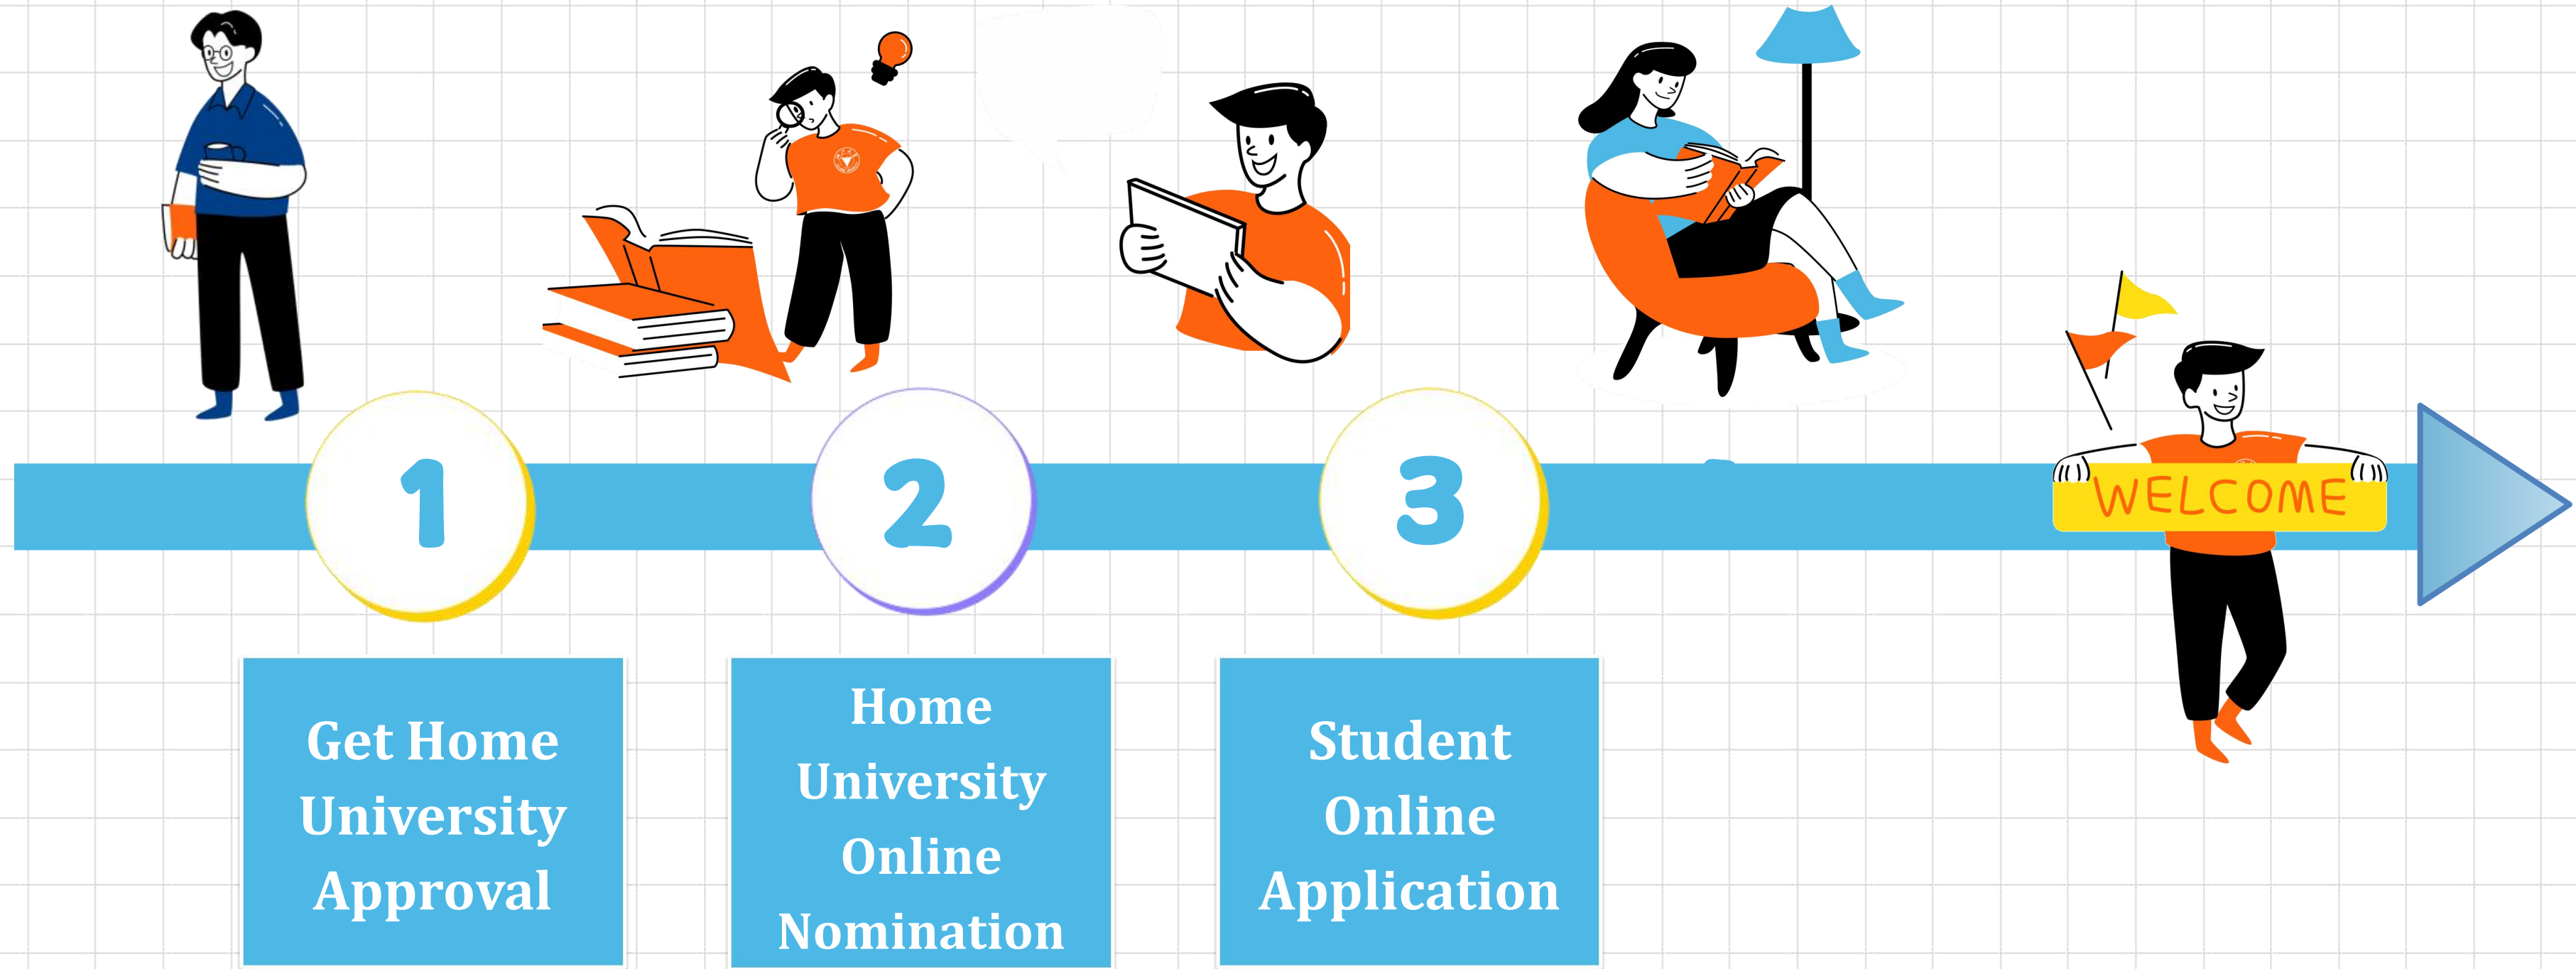 1
2
3
WELCOME
Get Home
University
Approval
Home
University
Online
Nomination
Student
Online
Application